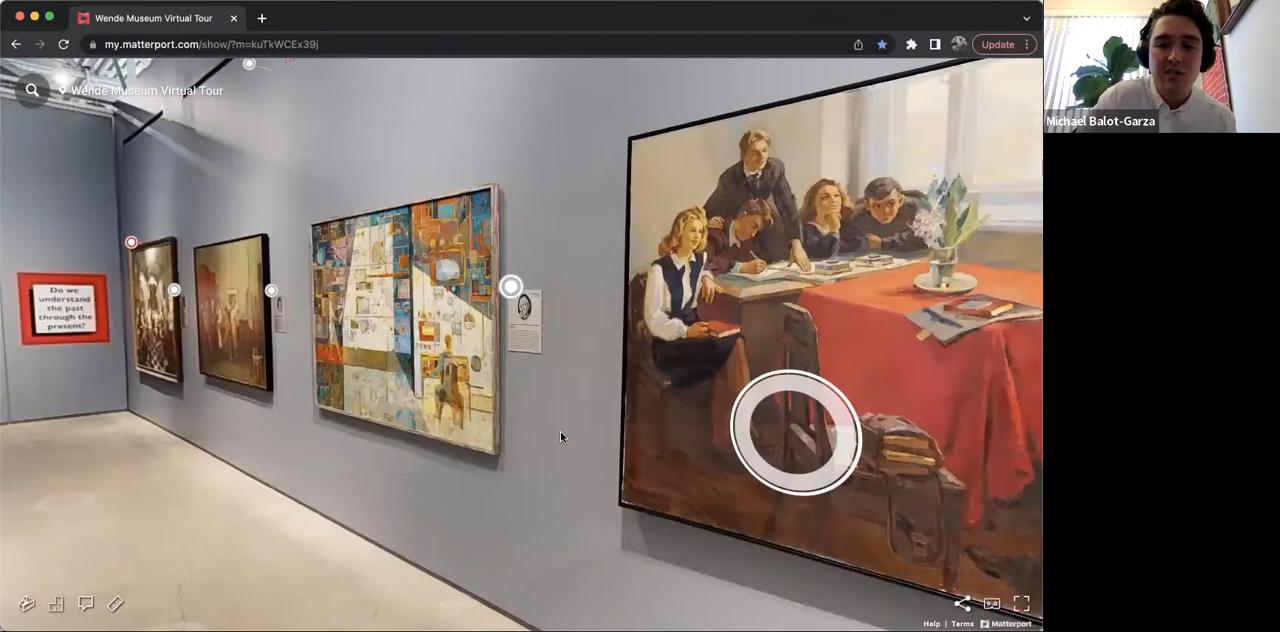 Wende Museum Virtual Tour
my.matterport.com/show/?m=kuTkWCEx39j
Update
Wende Museum Virtual Tour
Michael Balot-Garza
Do we
understand
the past
through the
present?
Help | Terms Matterport